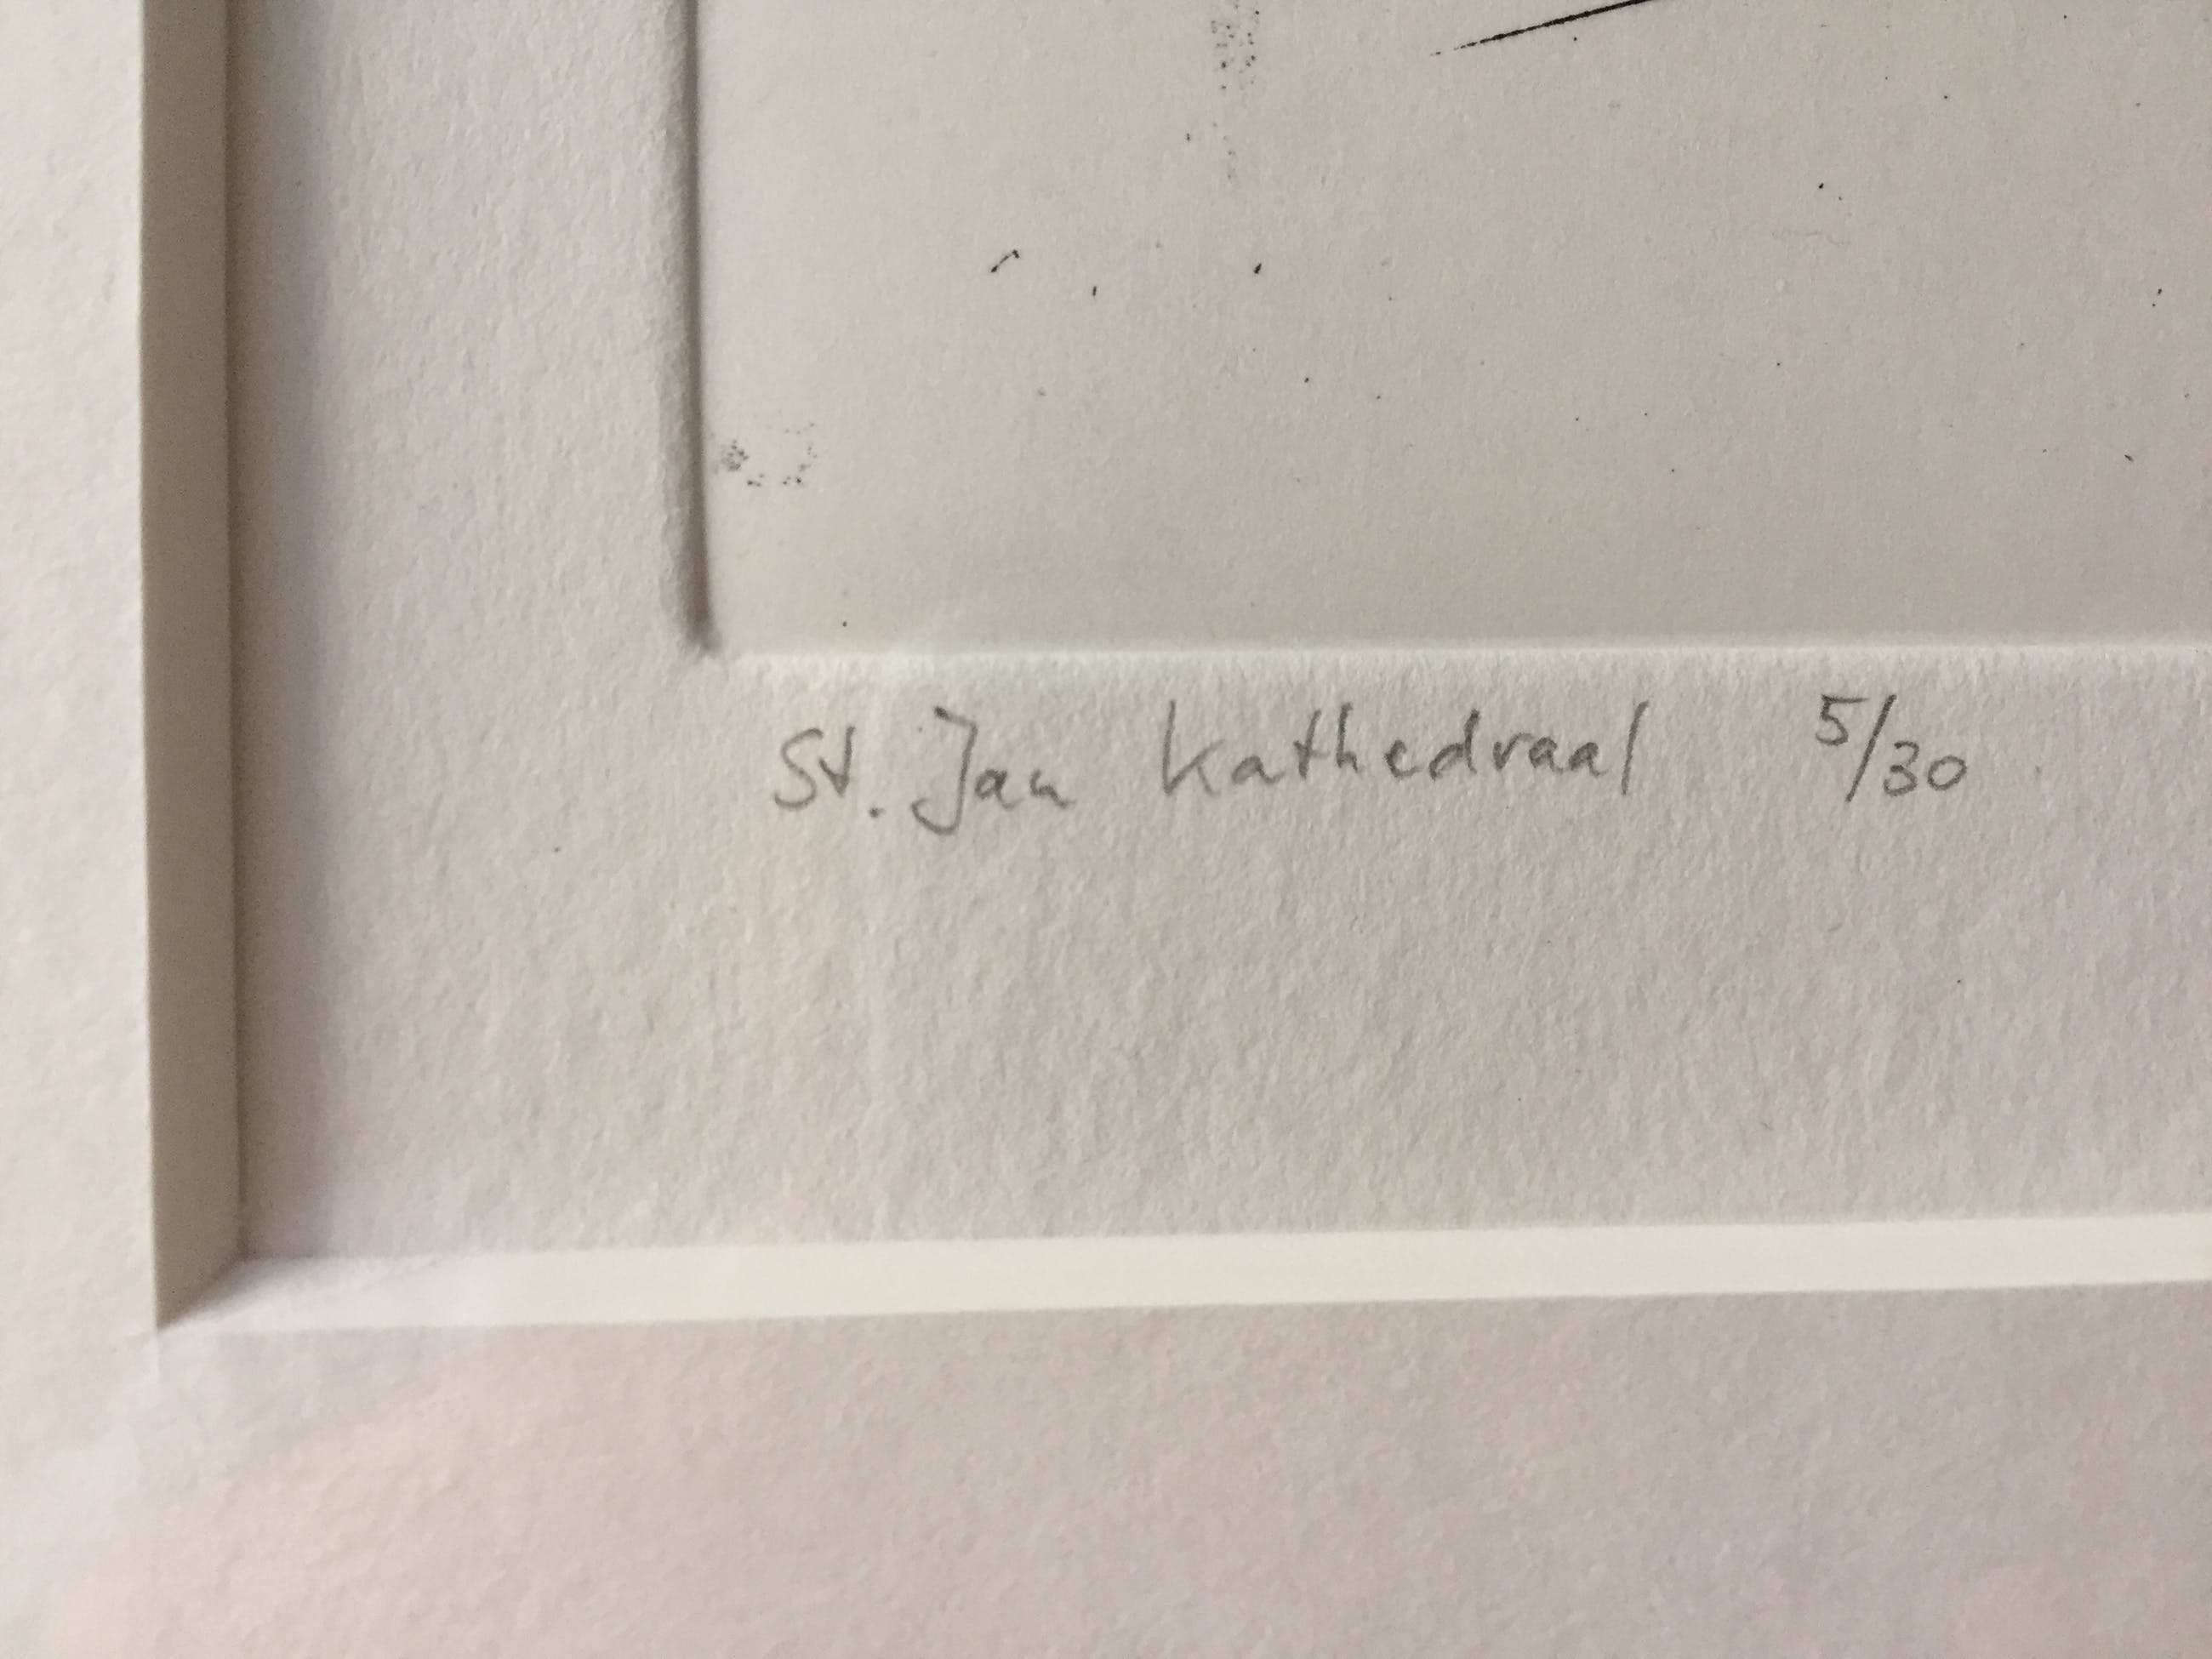 St. Jan Kathedraal 5/30